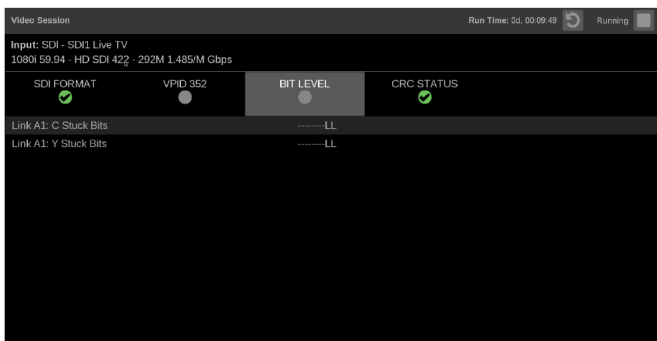 Video Session
Run Time: 0d, 00:09:49
Running
Input: SDI - SDI1 Live TV
1080i 59.94 - HD SDI 422 - 292M 1.485/M Gbps
SDI FORMAT
VPID 352
BIT LEVEL
CRC STATUS
Link A1: C Stuck Bits --------LL
Link A1: Y Stuck Bits --------LL